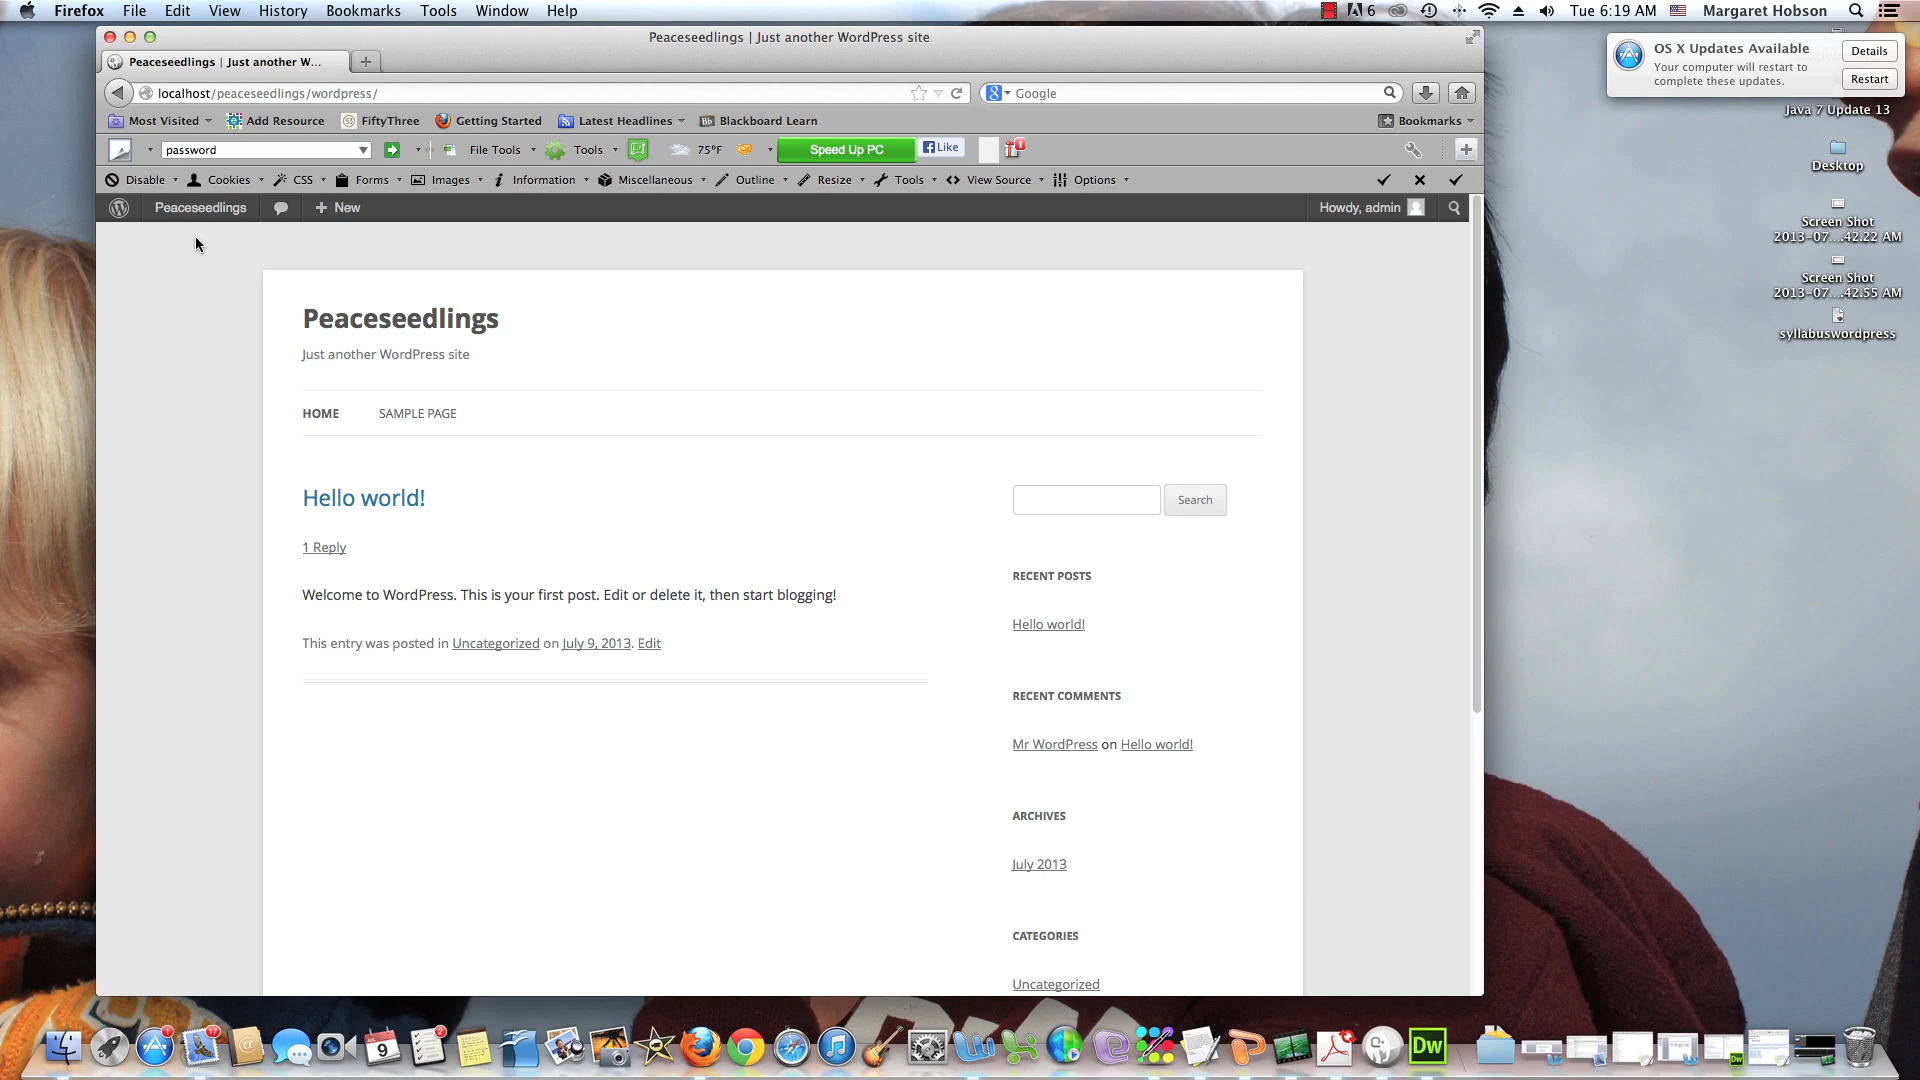 Firefox File Edit View History Bookmarks Tools Window Help 6 Tue 6:19 AM Margaret Hobson
Peaceseedlings | Just another WordPress site
Peaceseedlings | Just another W...
localhost/peaceseedlings/wordpress/ Google
Most Visited Add Resource FiftyThree Getting Started Latest Headlines Blackboard Learn Bookmarks
password File Tools Tools 75°F Speed Up PC Like
Disable Cookies CSS Forms Images Information Miscellaneous Outline Resize Tools View Source Options
Peaceseedlings New Howdy, admin
Peaceseedlings
Just another WordPress site
HOME SAMPLE PAGE
Hello world!
1 Reply
Welcome to WordPress. This is your first post. Edit or delete it, then start blogging!
This entry was posted in Uncategorized on July 9, 2013. Edit
Search
RECENT POSTS
Hello world!
RECENT COMMENTS
Mr WordPress on Hello world!
ARCHIVES
July 2013
CATEGORIES
Uncategorized
OS X Updates Available
Your computer will restart to
complete these updates.
Details
Restart
Java 7 Update 13
Desktop
Screen Shot
2013-07....42.22 AM
Screen Shot
2013-07....42.55 AM
syllabuswordpress
1 17 9 2 Dw